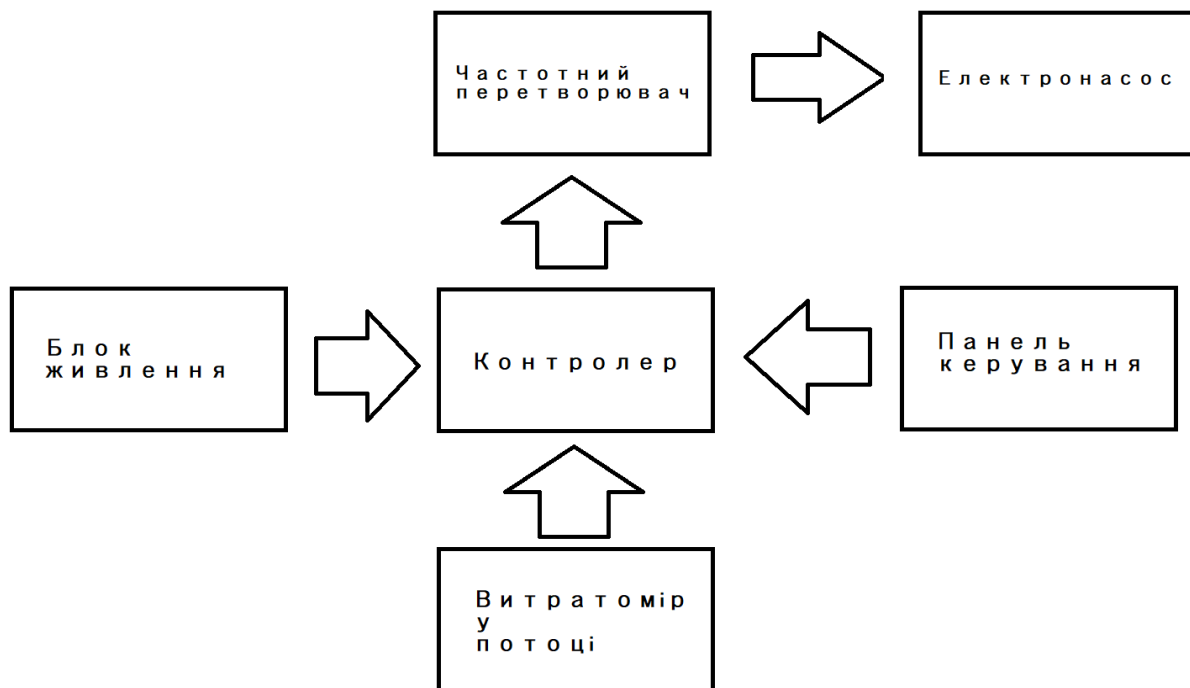 Частотний
перетворювач
Електронасос
Блок
живлення
Контролер
Панель
керування
Витратомір
у
потоці